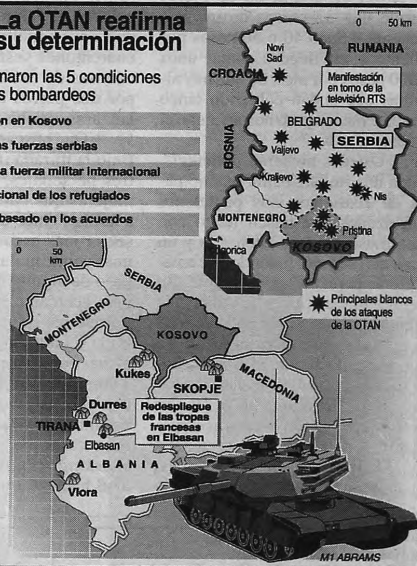 La OTAN reafirma
su determinación
maron las 5 condiciones
s bombardeos
n en Kosovo
as fuerzas serbias
a fuerza militar internacional
cional de los refugiados
basado en los acuerdos
0 50
km
RUMANIA
Novi
Sad
CROACIA
Manifestación
en torno de la
televisión RTS
BELGRADO
BOSNIA
SERBIA
Valjevo
Kraljevo
Nis
MONTENEGRO
Pristina
gorica
KOSOVO
Principales blancos
de los ataques
de la OTAN
0 50
km
SERBIA
MONTENEGRO
KOSOVO
Kukes
SKOPJE
MACEDONIA
Durres
TIRANA
Redespliegue
de las tropas
francesas
en Elbasan
Elbasan
ALBANIA
Vlora
M1 ABRAMS